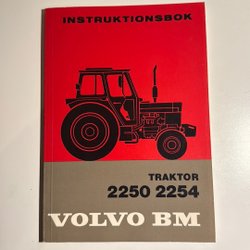 INSTRUKTIONSBOK
TRAKTOR
2250 2254
VOLVO BM